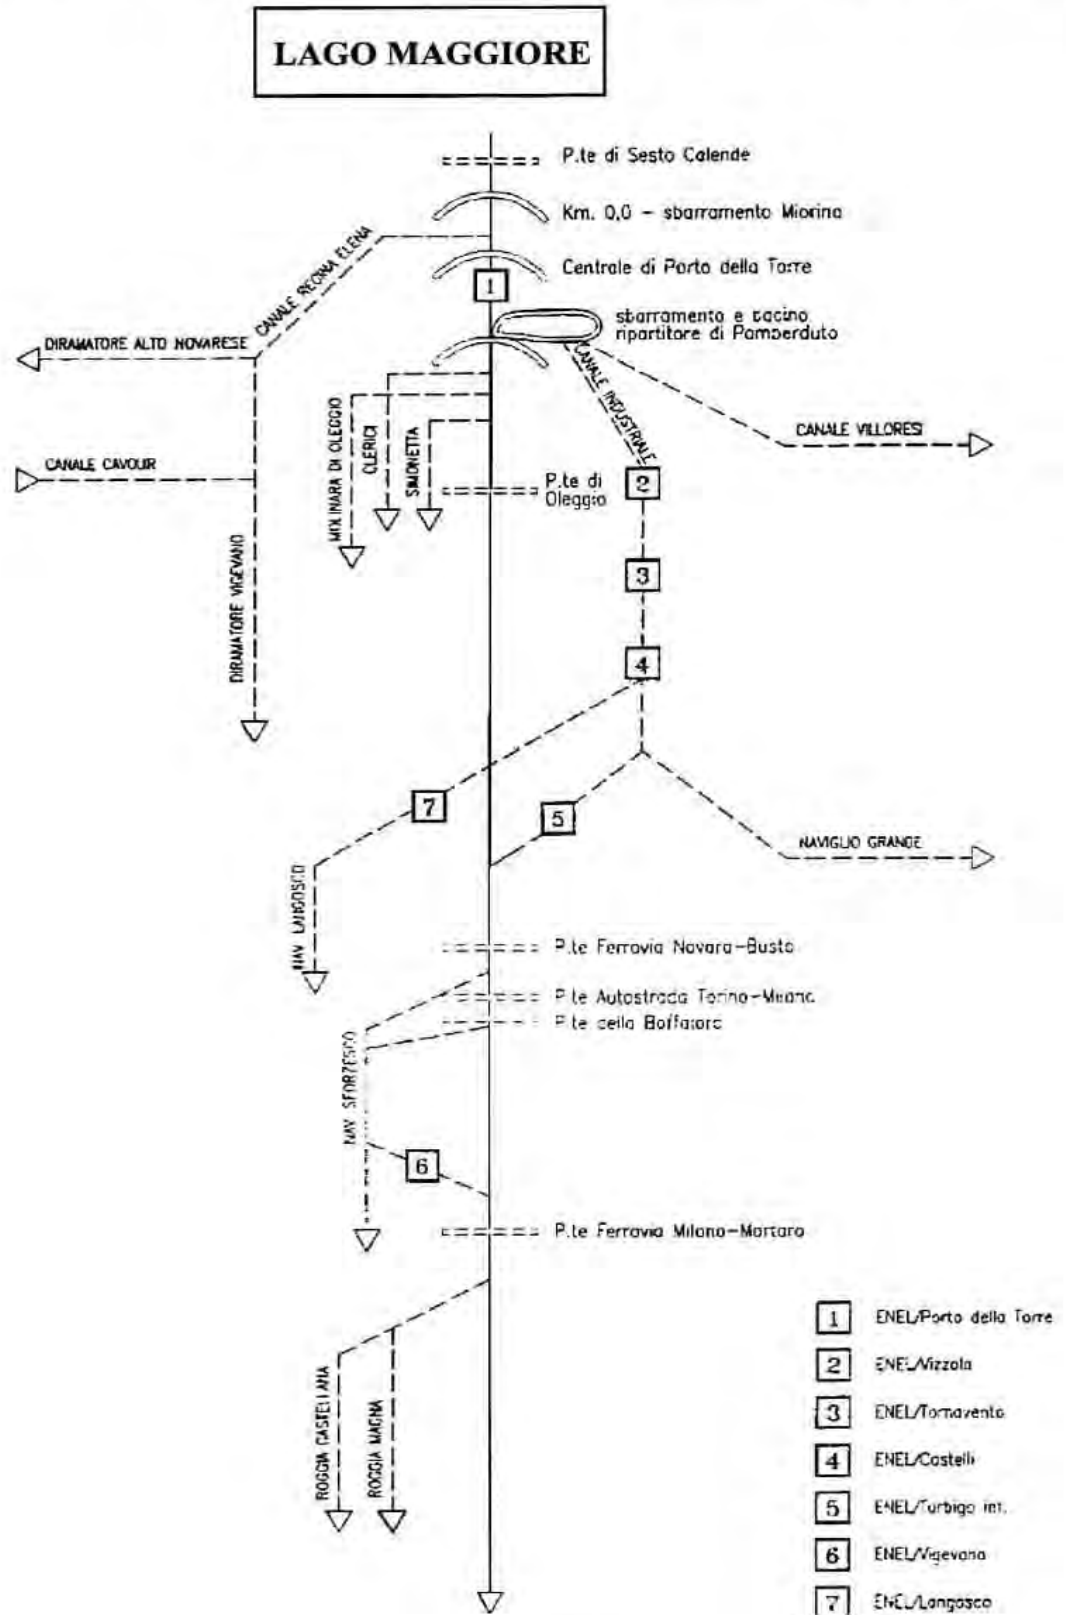 LAGO MAGGIORE
P.te di Sesto Calende
Km. 0,0 - sbarramento Miorina
CANALE REGINA ELENA
Centrale di Porto della Torre
1
sbarramento e bacino
ripartitore di Pamperduto
DIRAMATORE ALTO NOVARESE
CANALE INDUSTRIALE
CANALE VILLORESI
MOLINARA DI OLEGGIO
CLERICI
SIMONETTA
CANALE CAVOUR
P.te di
Oleggio
2
3
DIRAMATORE VIGEVANO
4
7
5
NAVIGLIO GRANDE
NAV LANGOSCO
P.te Ferrovia Novara-Busto
P.te Autostrada Torino-Milano
P.te della Boffalora
NAV SFORZESCO
6
P.te Ferrovia Milano-Mortara
ROGGIA CASTELLANA
ROGGIA MAGNA
1 ENEL/Porto della Torre
2 ENEL/Vizzola
3 ENEL/Tornavento
4 ENEL/Castelli
5 ENEL/Turbigo inf.
6 ENEL/Vigevano
7 ENEL/Langosco